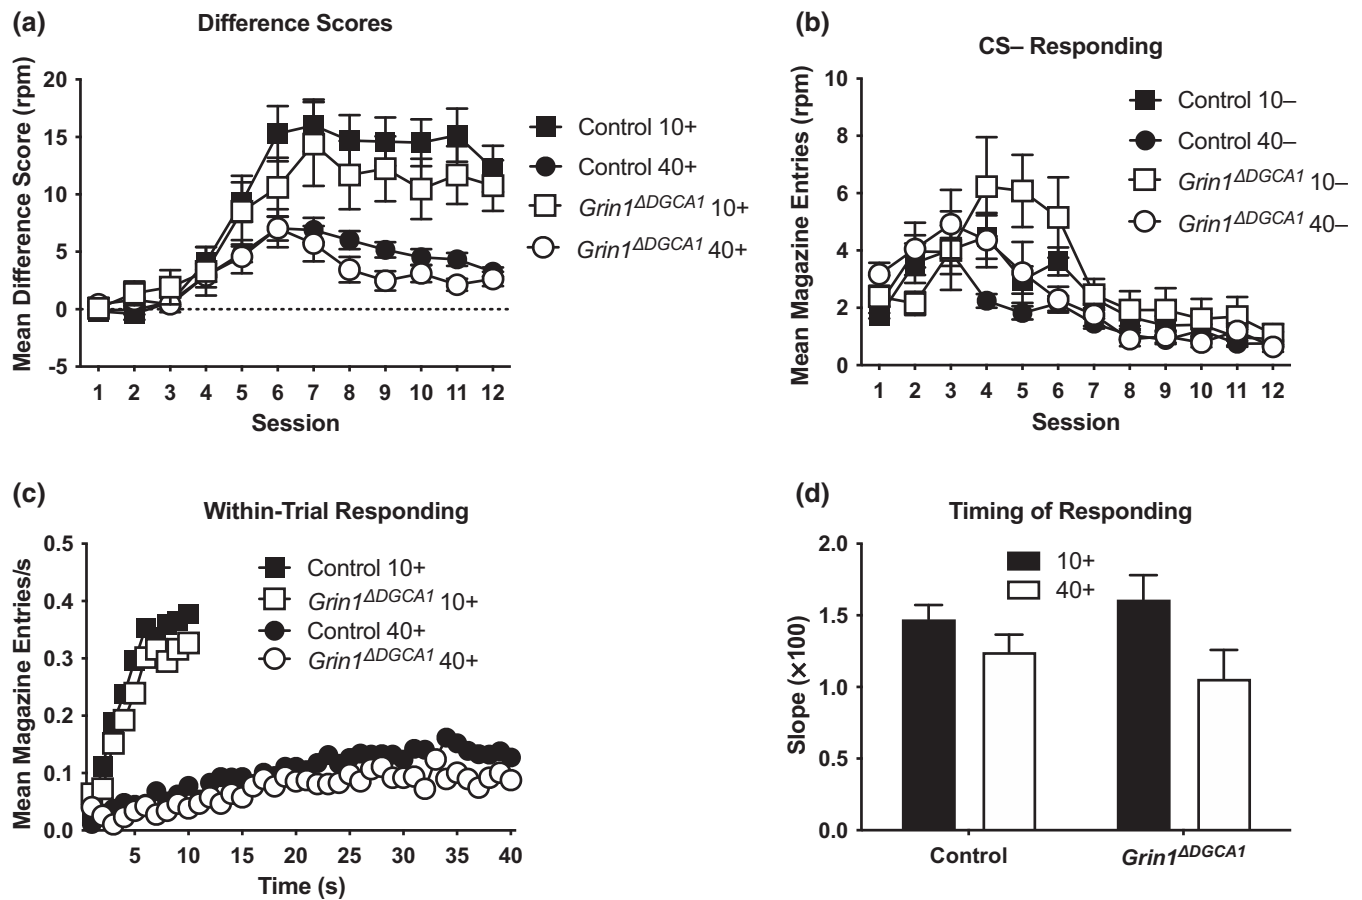 (a)
Difference Scores
Mean Difference Score (rpm)
20
15
10
5
0
-5
1 2 3 4 5 6 7 8 9 10 11 12
Session
Control 10+
Control 40+
Grin1ΔDGCA1 10+
Grin1ΔDGCA1 40+
(b)
CS– Responding
Mean Magazine Entries (rpm)
10
8
6
4
2
0
1 2 3 4 5 6 7 8 9 10 11 12
Session
Control 10–
Control 40–
Grin1ΔDGCA1 10–
Grin1ΔDGCA1 40–
(c)
Within-Trial Responding
Mean Magazine Entries/s
0.5
0.4
0.3
0.2
0.1
0.0
5 10 15 20 25 30 35 40
Time (s)
Control 10+
Grin1ΔDGCA1 10+
Control 40+
Grin1ΔDGCA1 40+
(d)
Timing of Responding
Slope (×100)
2.0
1.5
1.0
0.5
0.0
10+
40+
Control Grin1ΔDGCA1